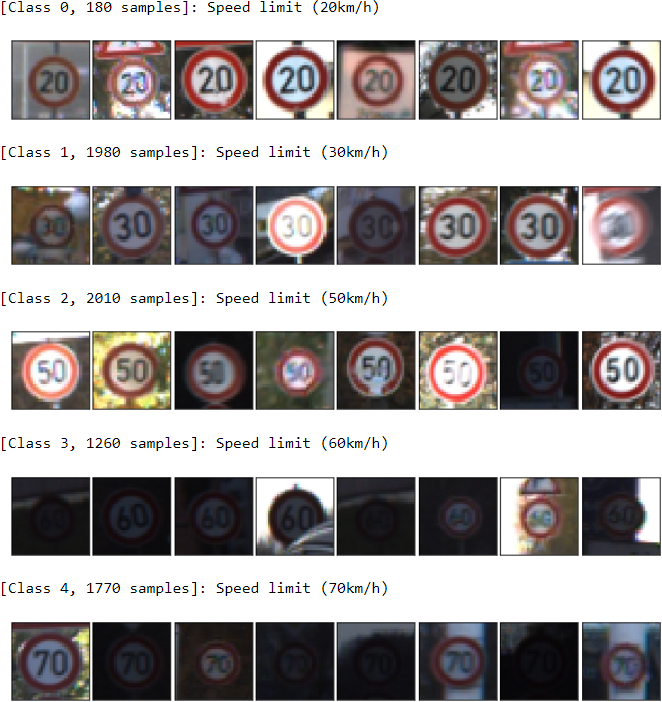 [Class 0, 180 samples]: Speed limit (20km/h)
20 20 20 20 20 20 20 20
[Class 1, 1980 samples]: Speed limit (30km/h)
30 30 30 30 30 30 30
[Class 2, 2010 samples]: Speed limit (50km/h)
50 50 50 50 50 50 50 50
[Class 3, 1260 samples]: Speed limit (60km/h)
60 60 60 60 60 60 60 60
[Class 4, 1770 samples]: Speed limit (70km/h)
70 70 70 70 70 70 70 70